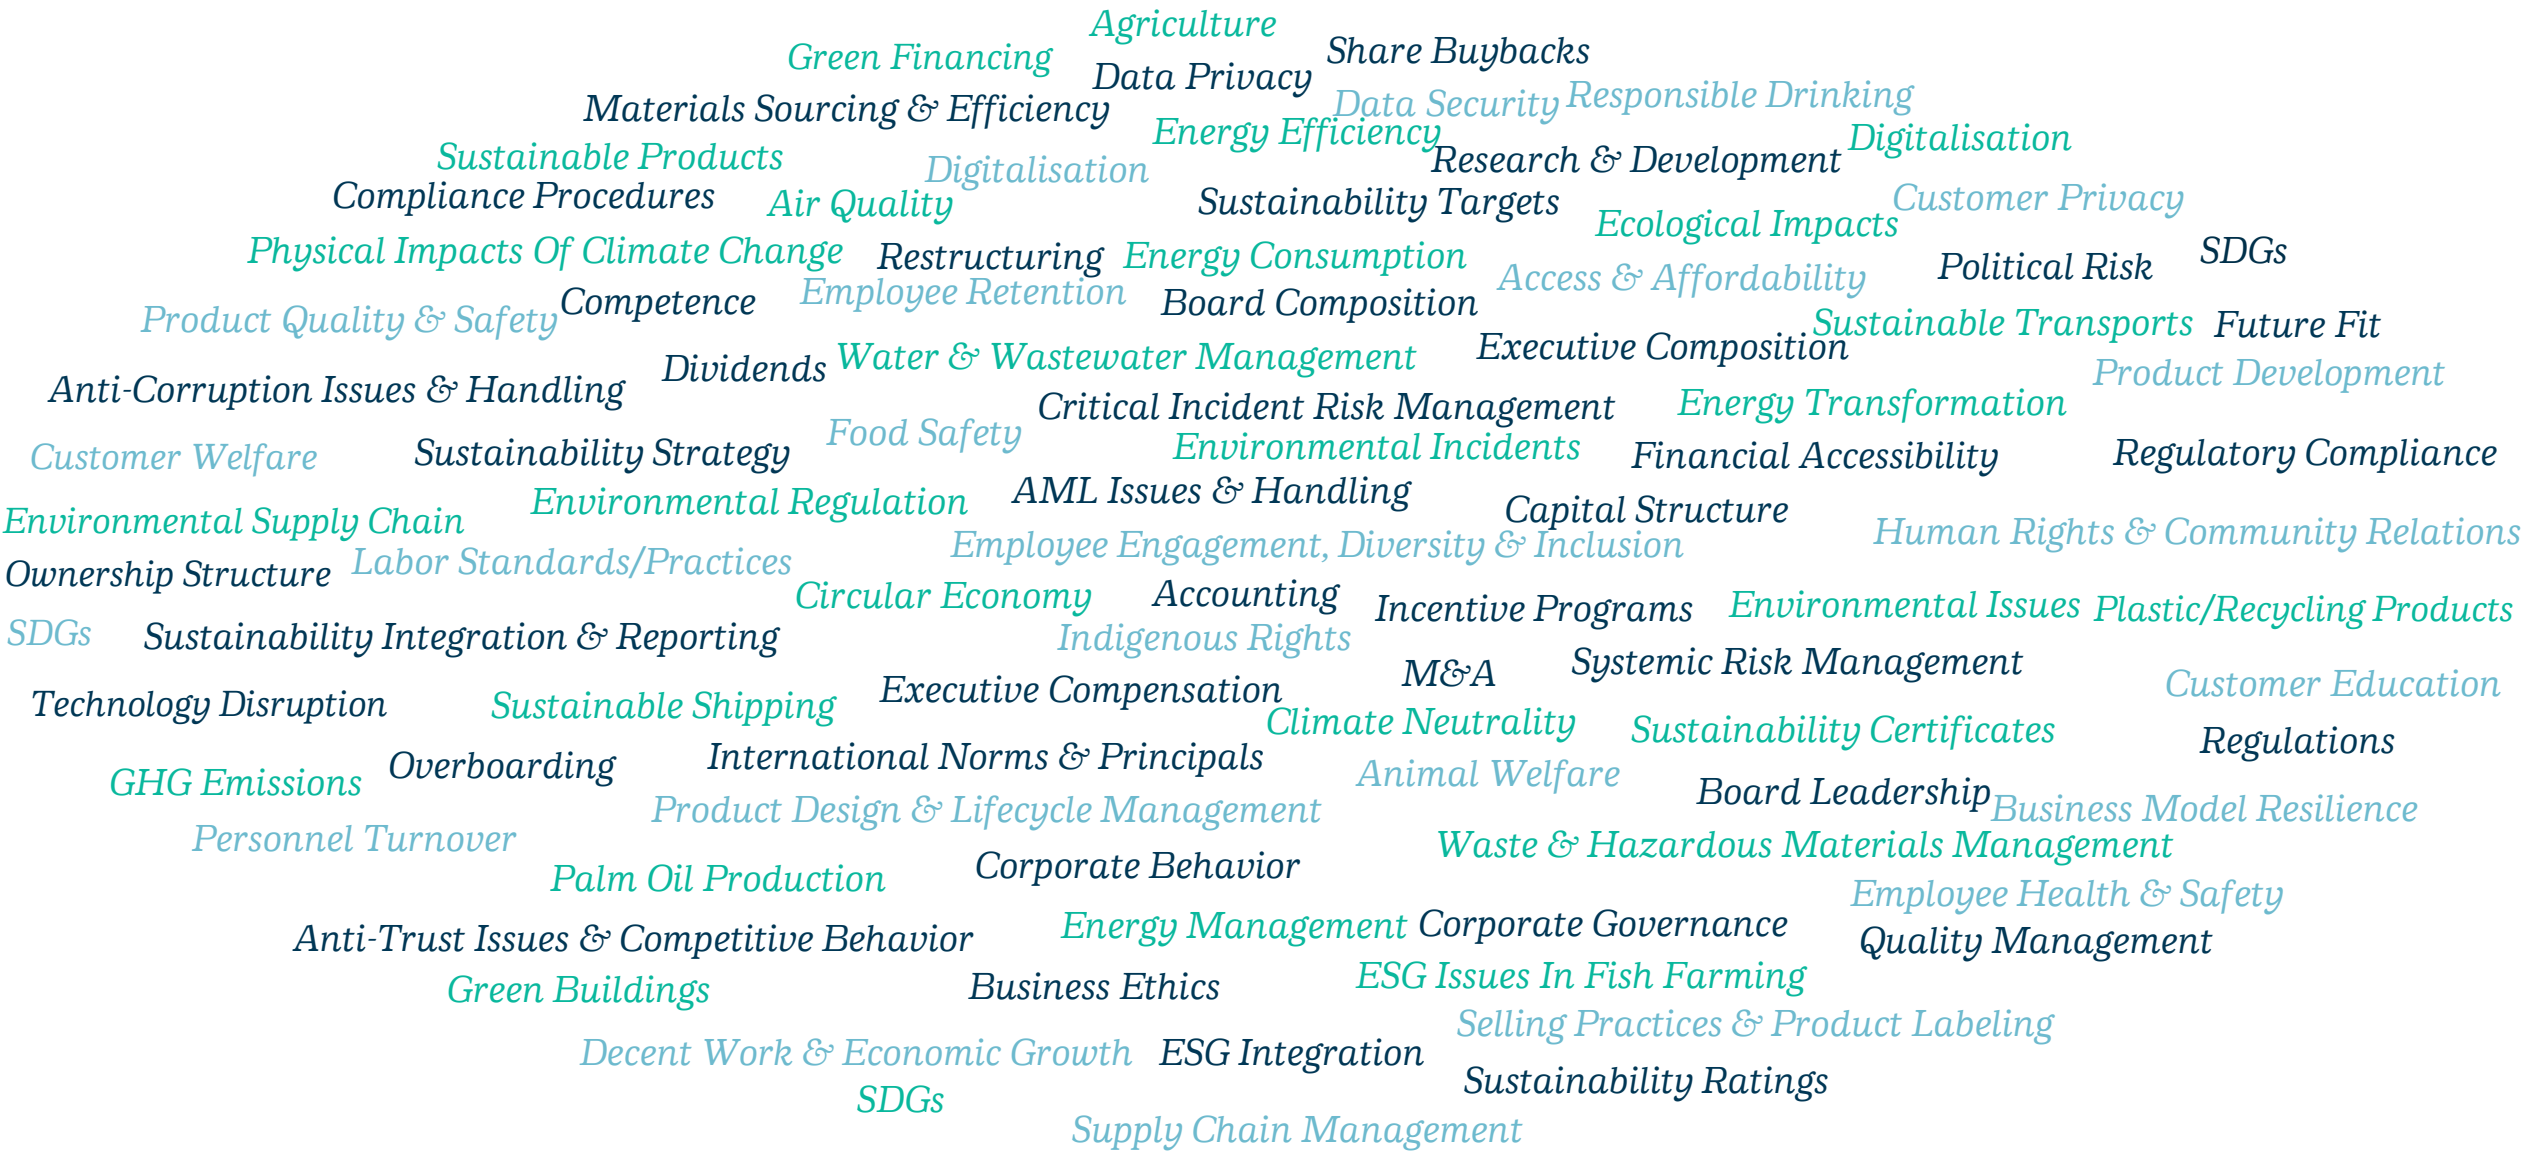 Agriculture
Green Financing
Share Buybacks
Data Privacy
Materials Sourcing & Efficiency
Data Security
Responsible Drinking
Energy Efficiency
Digitalisation
Sustainable Products
Digitalisation
Research & Development
Compliance Procedures
Air Quality
Sustainability Targets
Customer Privacy
Ecological Impacts
Physical Impacts Of Climate Change
Restructuring
Energy Consumption
Access & Affordability
Political Risk
SDGs
Product Quality & Safety
Competence
Employee Retention
Board Composition
Sustainable Transports
Future Fit
Executive Composition
Dividends
Water & Wastewater Management
Product Development
Anti-Corruption Issues & Handling
Critical Incident Risk Management
Energy Transformation
Food Safety
Customer Welfare
Sustainability Strategy
Environmental Incidents
Financial Accessibility
Regulatory Compliance
Environmental Regulation
AML Issues & Handling
Capital Structure
Environmental Supply Chain
Human Rights & Community Relations
Employee Engagement, Diversity & Inclusion
Ownership Structure
Labor Standards/Practices
Circular Economy
Accounting
Incentive Programs
Environmental Issues
Plastic/Recycling Products
SDGs
Sustainability Integration & Reporting
Indigenous Rights
M&A
Systemic Risk Management
Customer Education
Technology Disruption
Sustainable Shipping
Executive Compensation
Climate Neutrality
Sustainability Certificates
Regulations
GHG Emissions
Overboarding
International Norms & Principals
Animal Welfare
Board Leadership
Business Model Resilience
Product Design & Lifecycle Management
Personnel Turnover
Waste & Hazardous Materials Management
Palm Oil Production
Corporate Behavior
Employee Health & Safety
Anti-Trust Issues & Competitive Behavior
Energy Management
Corporate Governance
Quality Management
Green Buildings
Business Ethics
ESG Issues In Fish Farming
Selling Practices & Product Labeling
Decent Work & Economic Growth
ESG Integration
Sustainability Ratings
SDGs
Supply Chain Management